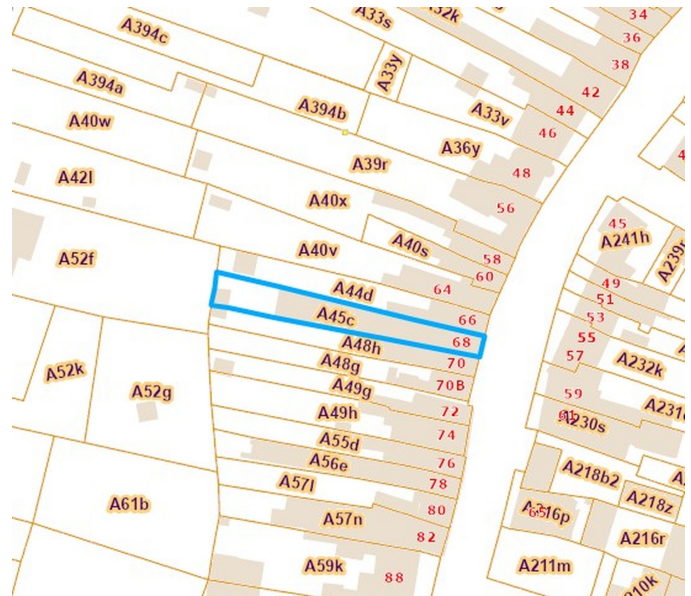 A33s
A32k
34
A394c
36
38
A33y
A394a
42
A394b
A33v
44
A40w
46
A36y
A39r
48
A42l
A40x
56
45
A241h
A40v
A40s
A52f
58
60
A44d
64
49
51
66
53
A45c
55
68
A48h
57
A48g
70
A232k
A52k
A49g
70B
A52g
59
A49h
72
61
A230s
A55d
74
A56e
76
A218b2
A57l
78
A61b
80
A218z
A57n
65
A216p
82
A216r
A59k
A211m
88